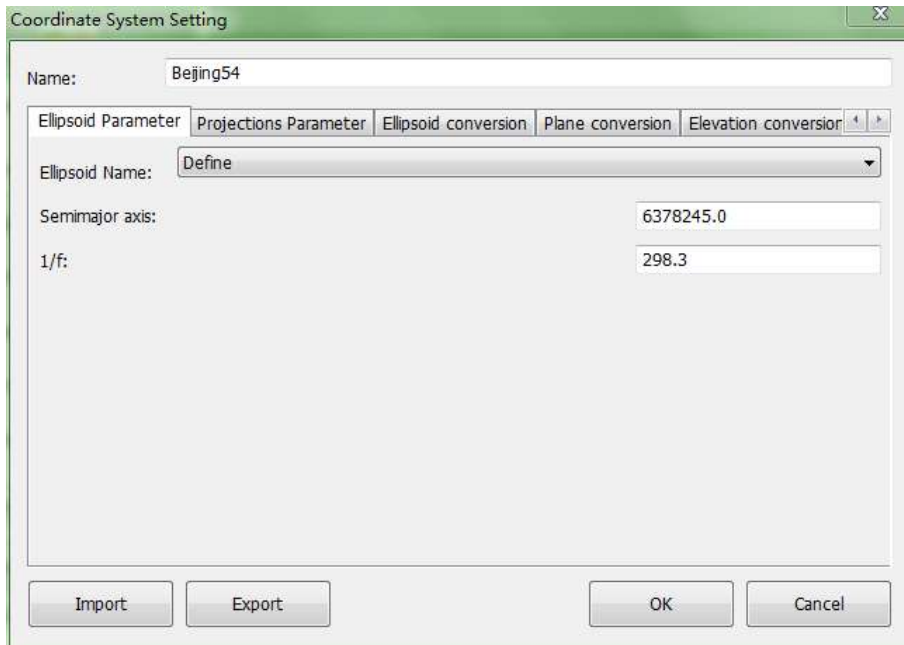 Coordinate System Setting
Name: Beijing54
Ellipsoid Parameter Projections Parameter Ellipsoid conversion Plane conversion Elevation conversion
Ellipsoid Name: Define
Semimajor axis: 6378245.0
1/f: 298.3
Import Export OK Cancel